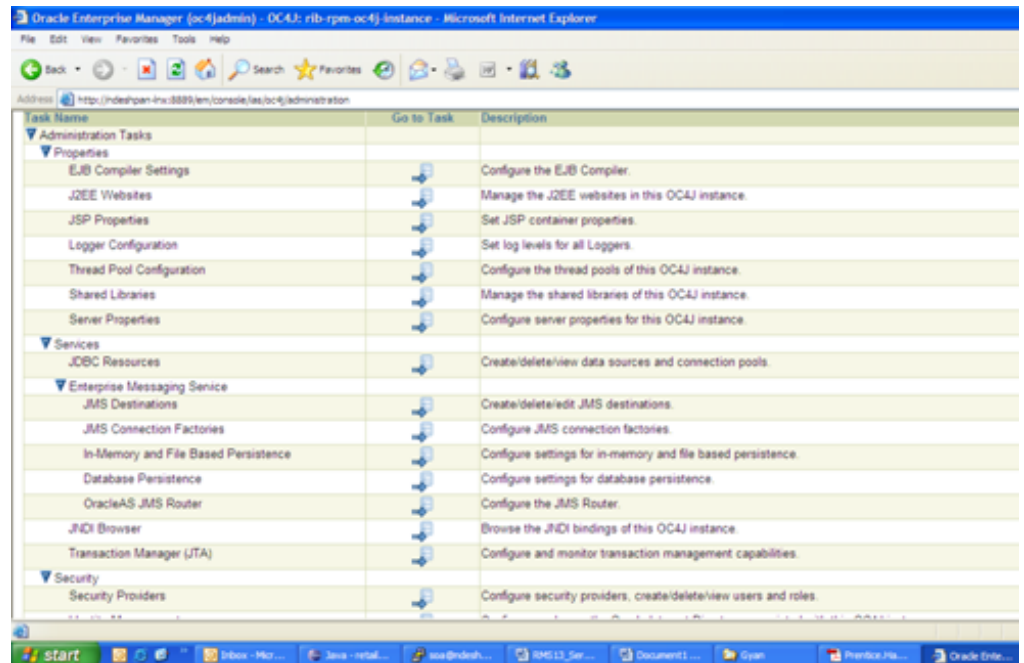 Oracle Enterprise Manager (oc4jadmin) - OC4J: rib-rpm-oc4j-instance - Microsoft Internet Explorer
File Edit View Favorites Tools Help
Back Search Favorites
Address http://ndeshpan-lnx:8889/em/console/ias/oc4j/administration
Task Name Go to Task Description
Administration Tasks
Properties
EJB Compiler Settings Configure the EJB Compiler.
J2EE Websites Manage the J2EE websites in this OC4J instance.
JSP Properties Set JSP container properties.
Logger Configuration Set log levels for all Loggers.
Thread Pool Configuration Configure the thread pools of this OC4J instance.
Shared Libraries Manage the shared libraries of this OC4J instance.
Server Properties Configure server properties for this OC4J instance.
Services
JDBC Resources Create/delete/view data sources and connection pools.
Enterprise Messaging Service
JMS Destinations Create/delete/edit JMS destinations.
JMS Connection Factories Configure JMS connection factories.
In-Memory and File Based Persistence Configure settings for in-memory and file based persistence.
Database Persistence Configure settings for database persistence.
OracleAS JMS Router Configure the JMS Router.
JNDI Browser Browse the JNDI bindings of this OC4J instance.
Transaction Manager (JTA) Configure and monitor transaction management capabilities.
Security
Security Providers Configure security providers, create/delete/view users and roles.
start Inbox - Micr... Java - retail... soa@ndesh... RMS13_Ser... Document1 ... Gyan Prentice.Ha... Oracle Ente...